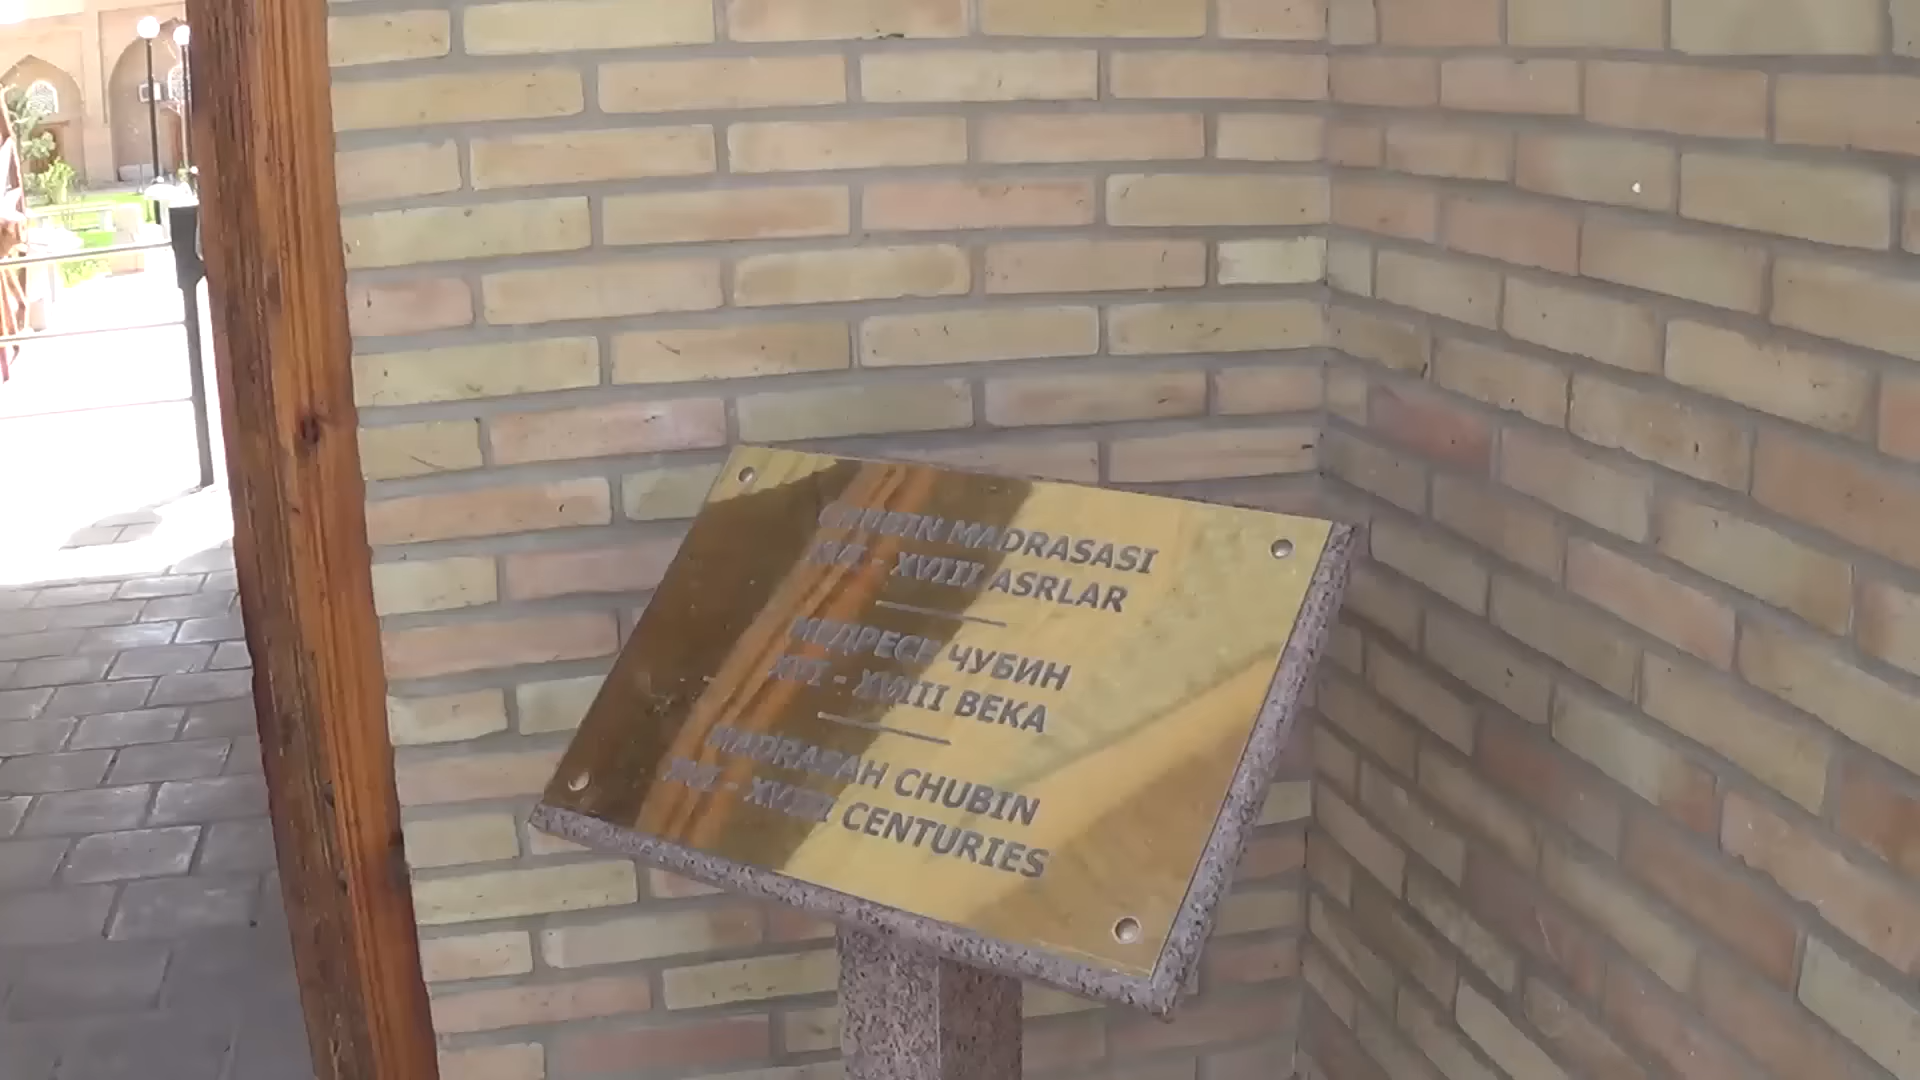 CHUBIN MADRASASI
XVI - XVIII ASRLAR
МЕДРЕСЕ ЧУБИН
XVI - XVIII ВЕКА
MADRASAH CHUBIN
XVI - XVIII CENTURIES